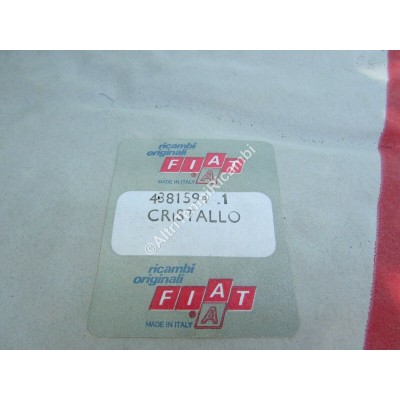 ricambi
originali
FIAT
A
MADE IN ITALY
CRISTALLO
ricambi
originali
FIAT
A
MADE IN ITALY